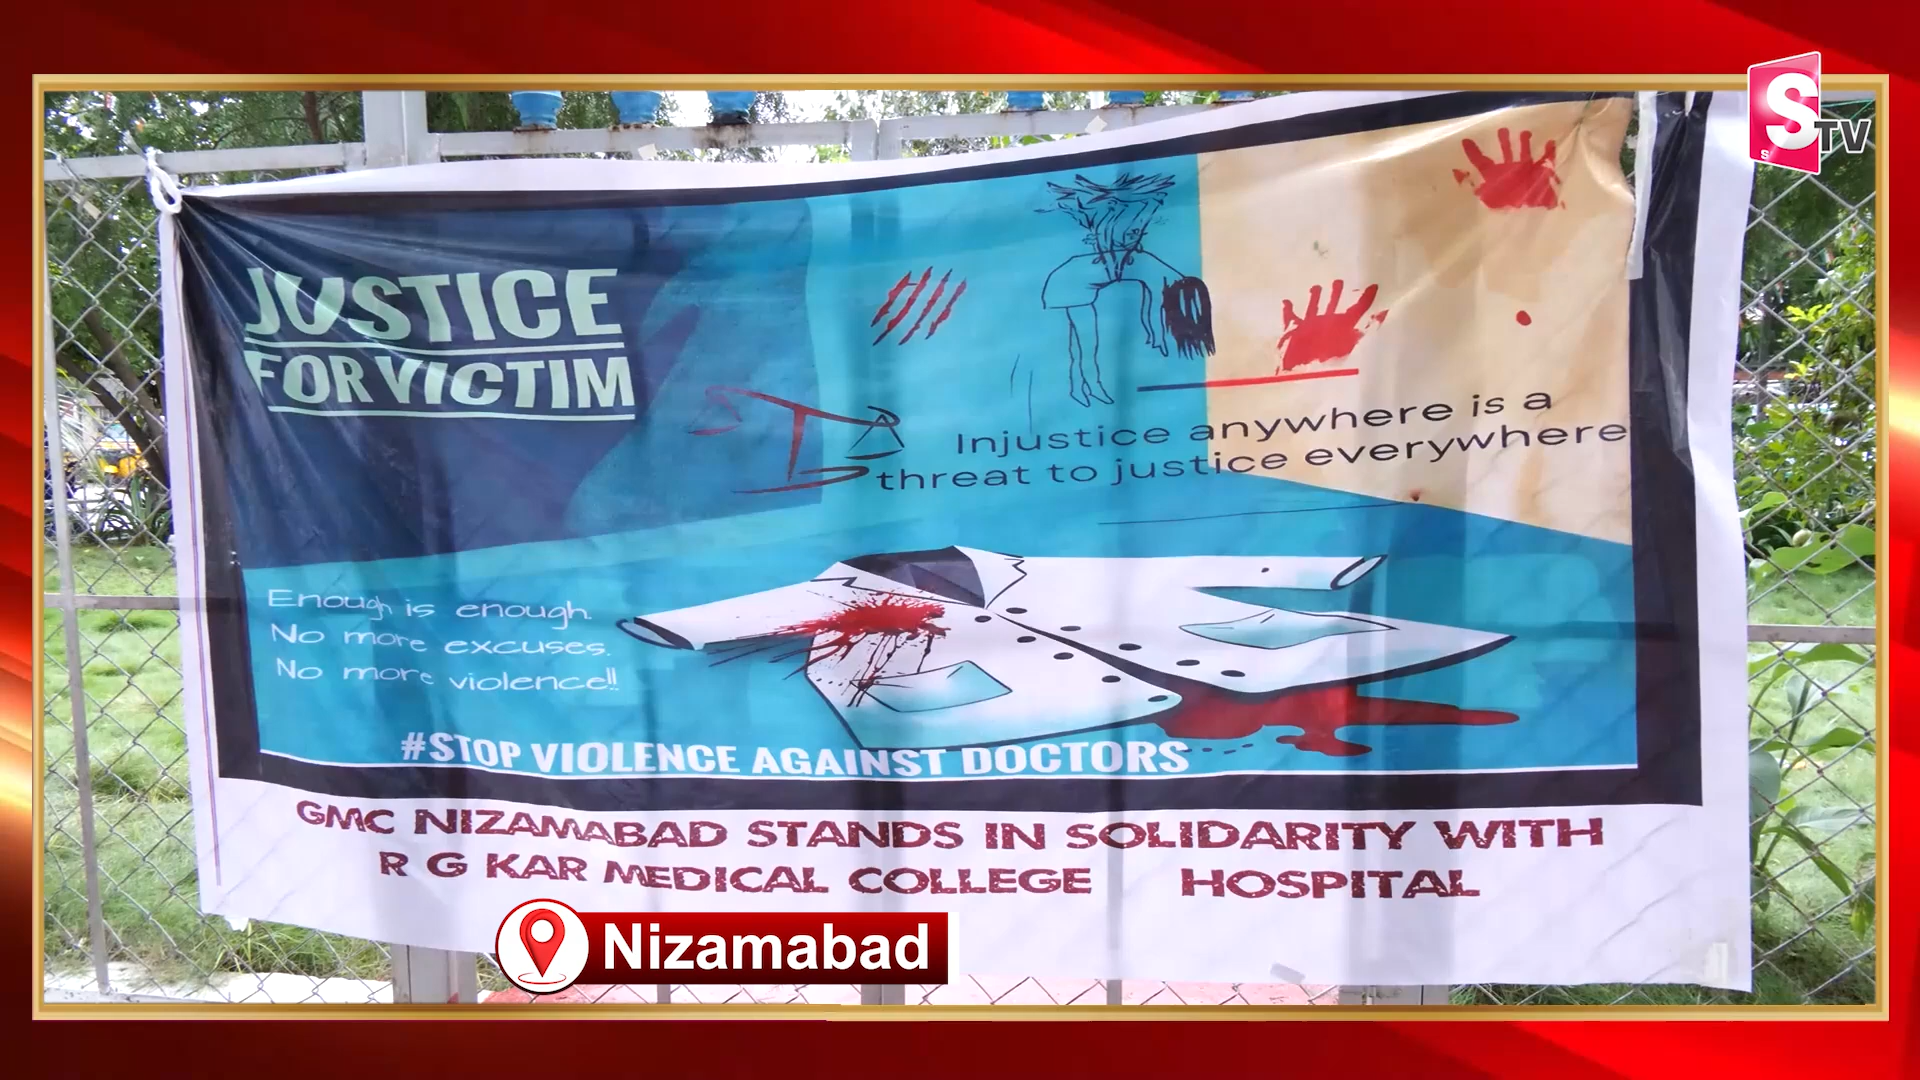 S TV
S
JUSTICE
FOR VICTIM
Injustice anywhere is a
threat to justice everywhere
Enough is enough.
No more excuses.
No more violence!!
#STOP VIOLENCE AGAINST DOCTORS
GMC NIZAMABAD STANDS IN SOLIDARITY WITH
R G KAR MEDICAL COLLEGE HOSPITAL
Nizamabad